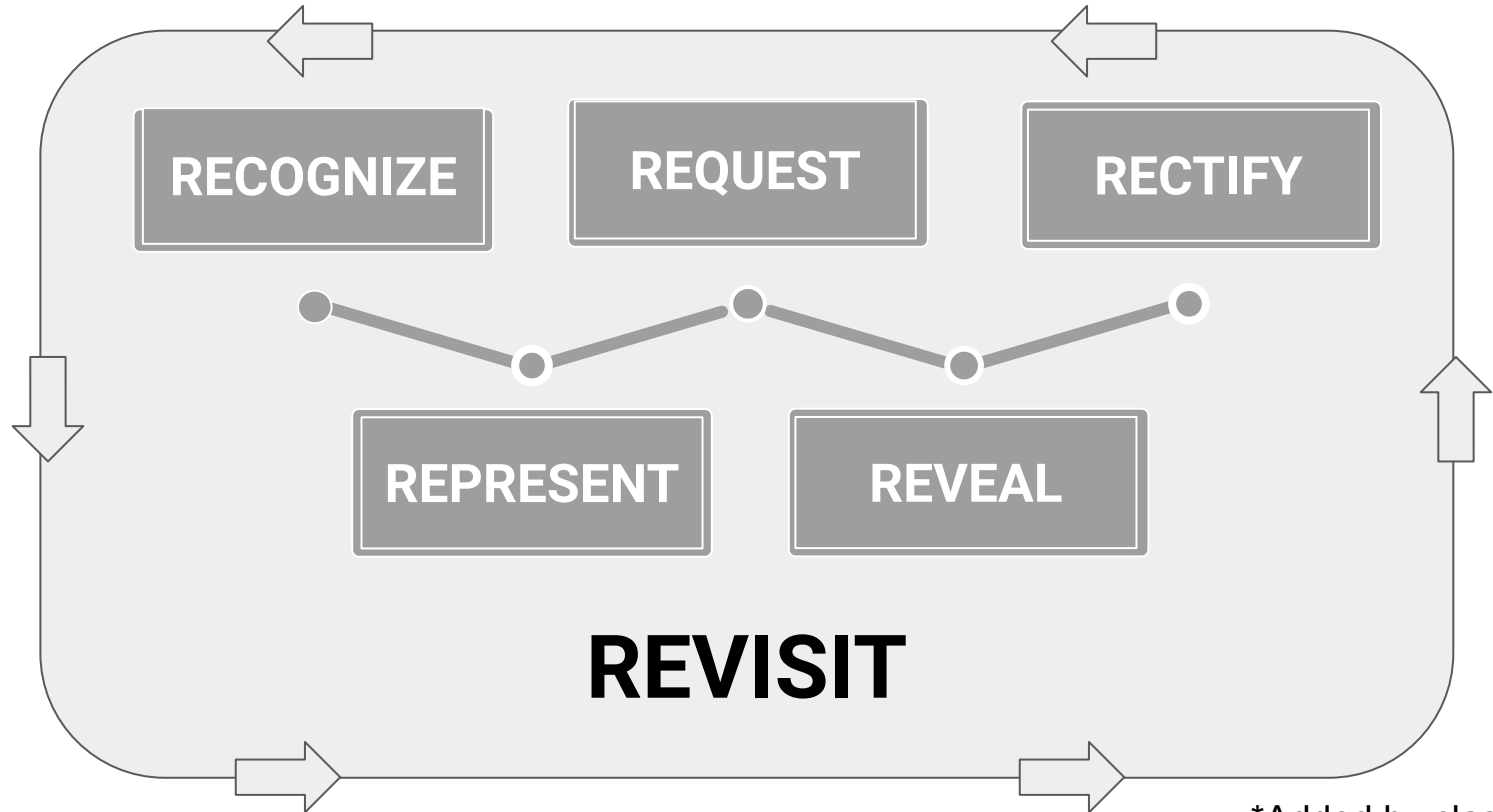 RECOGNIZE
REQUEST
RECTIFY
REPRESENT
REVEAL
REVISIT